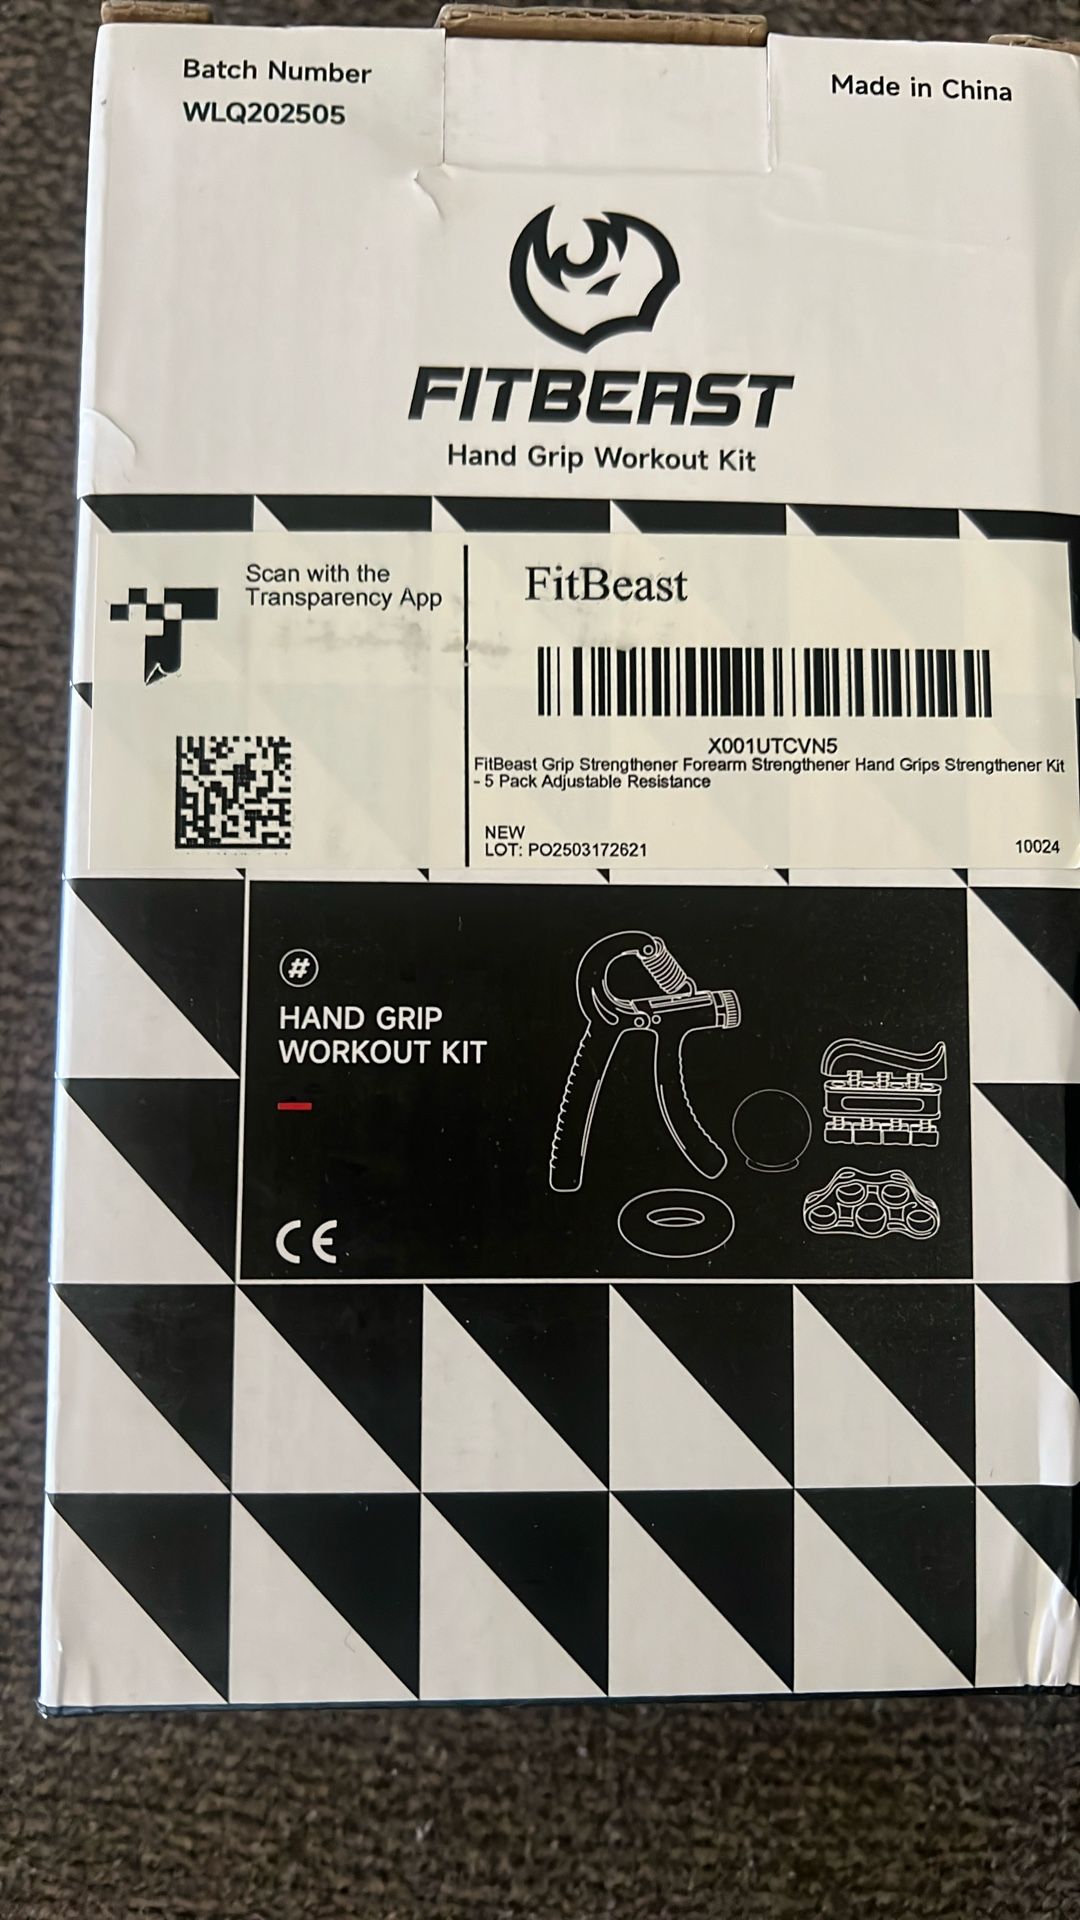 Batch Number
WLQ202505
Made in China
FITBEAST
Hand Grip Workout Kit
Scan with the
Transparency App
FitBeast
X001UTCVN5
FitBeast Grip Strengthener Forearm Strengthener Hand Grips Strengthener Kit
- 5 Pack Adjustable Resistance
NEW
LOT: PO2503172621
10024
#
HAND GRIP
WORKOUT KIT
CE